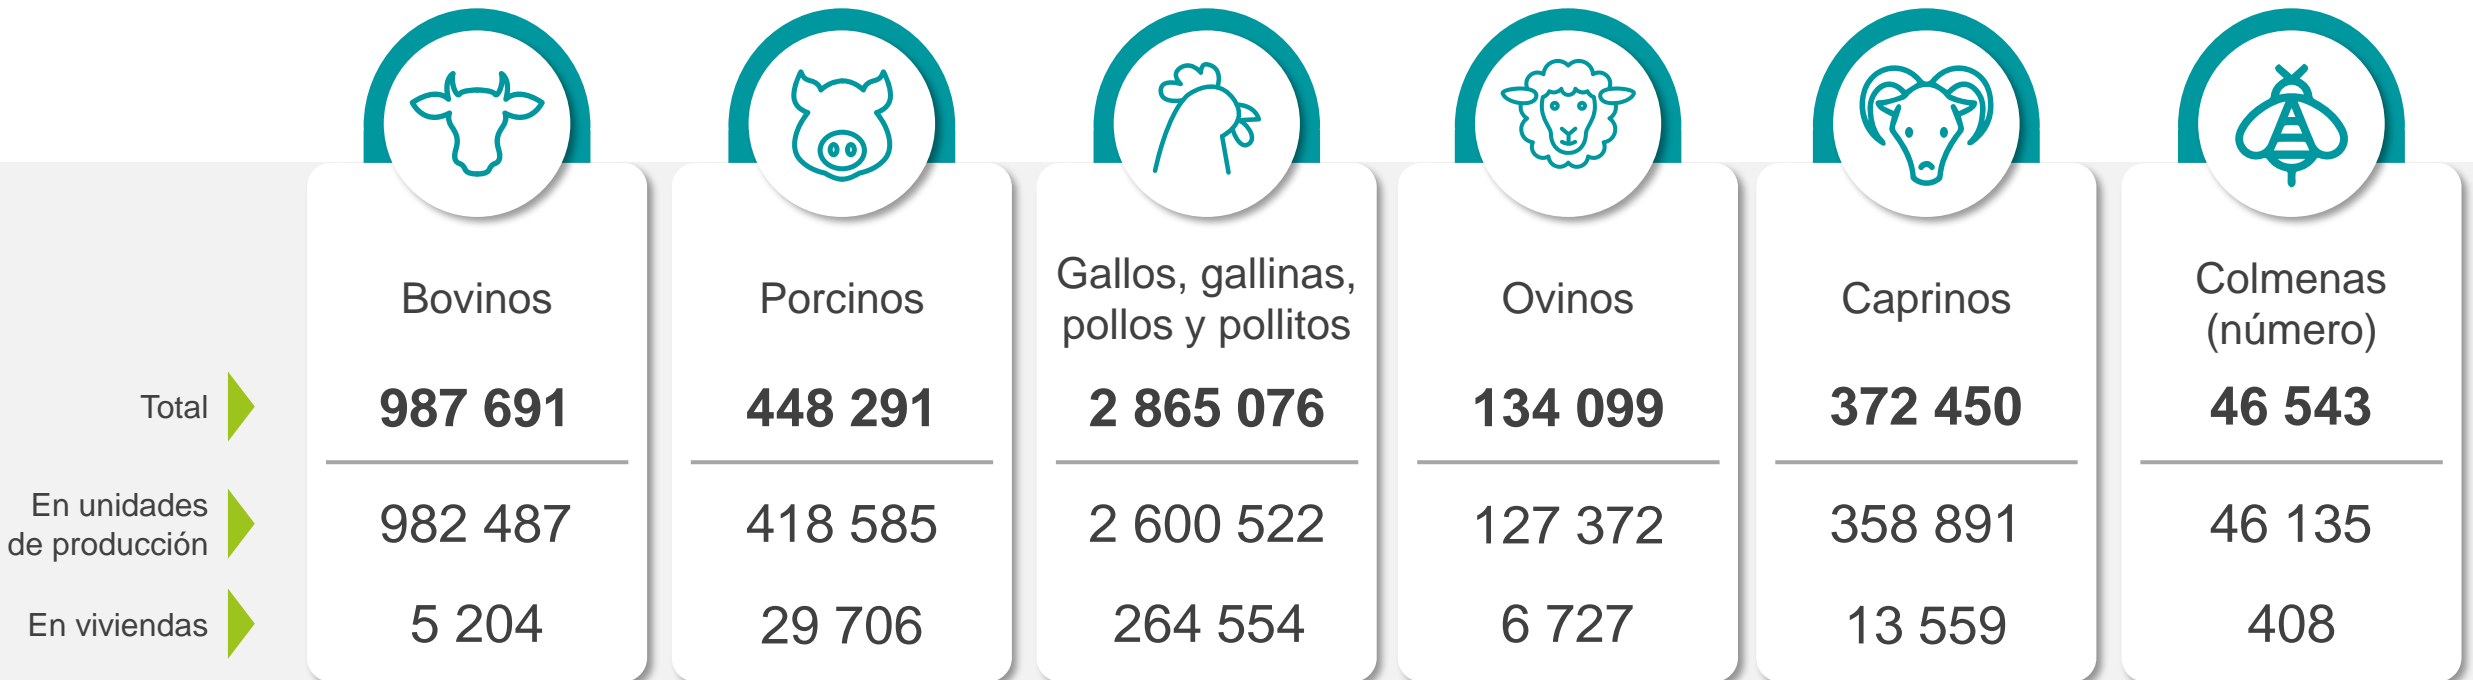 Bovinos
Porcinos
Gallos, gallinas,
pollos y pollitos
Ovinos
Caprinos
Colmenas
(número)
Total
987 691
448 291
2 865 076
134 099
372 450
46 543
En unidades
de producción
982 487
418 585
2 600 522
127 372
358 891
46 135
En viviendas
5 204
29 706
264 554
6 727
13 559
408